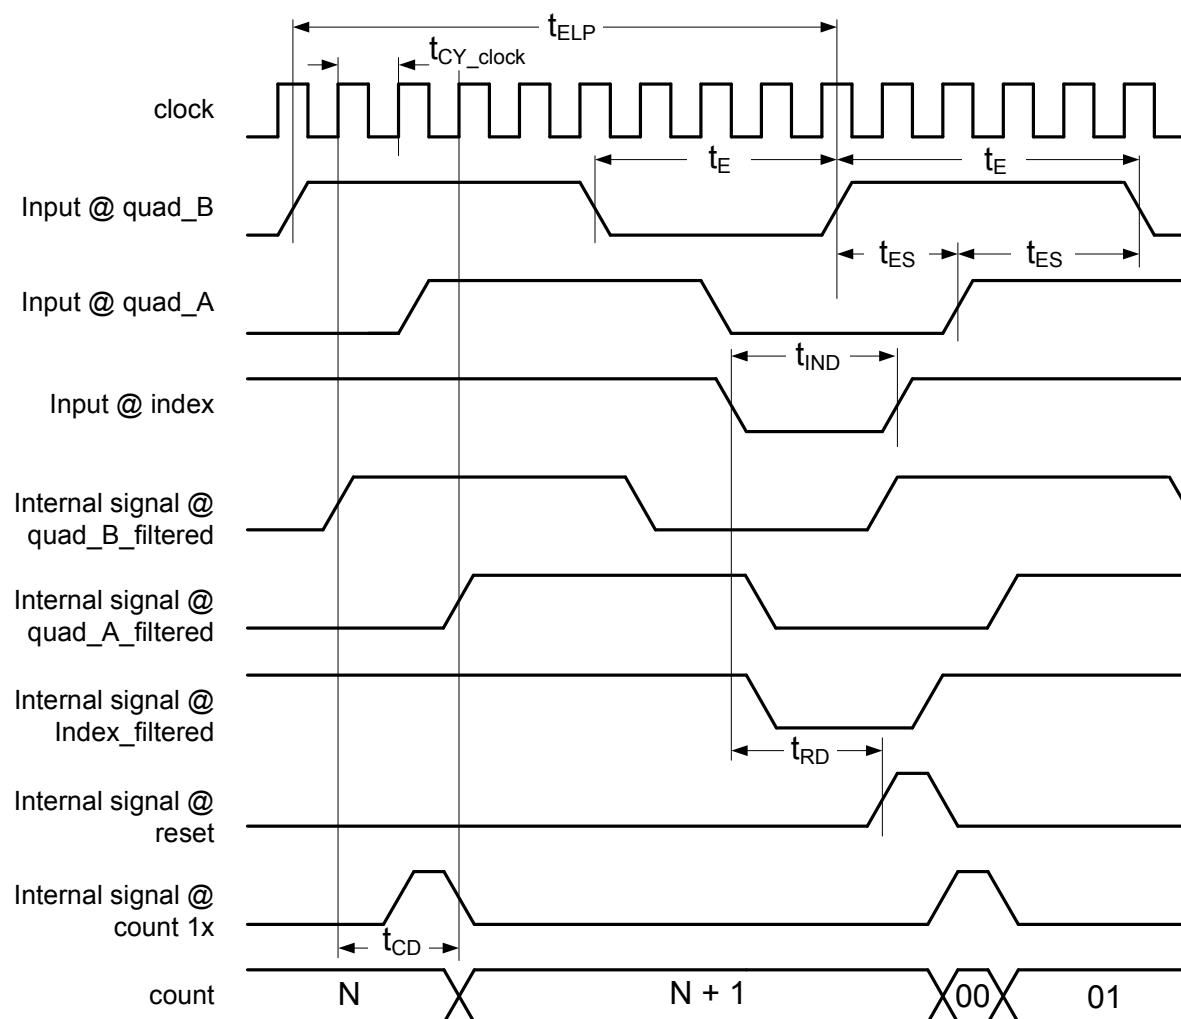 tELP
tCY_clock
clock
tE
tE
Input @ quad_B
tES
tES
Input @ quad_A
tIND
Input @ index
Internal signal @
quad_B_filtered
Internal signal @
quad_A_filtered
Internal signal @
Index_filtered
tRD
Internal signal @
reset
Internal signal @
count 1x
tCD
count
N
N + 1
00
01